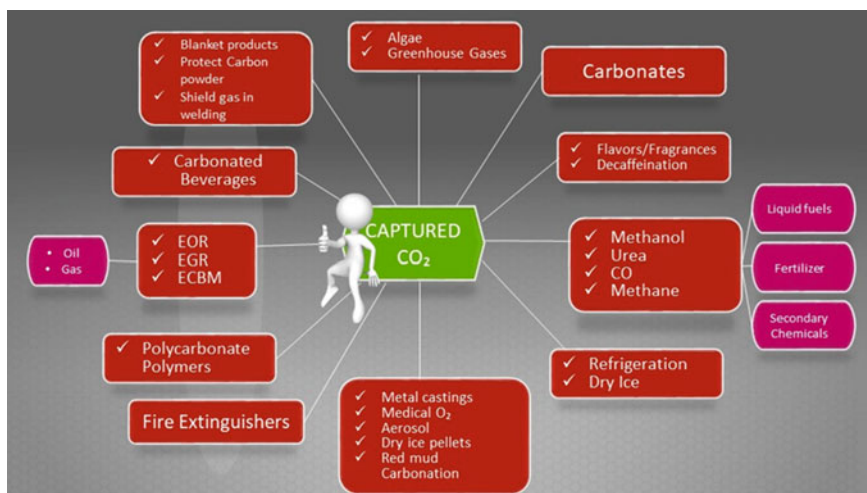 Blanket products
Protect Carbon
powder
Shield gas in
welding
Algae
Greenhouse Gases
Carbonates
Carbonated
Beverages
Flavors/Fragrances
Decaffeination
Oil
Gas
EOR
EGR
ECBM
CAPTURED
CO₂
Methanol
Urea
CO
Methane
Liquid fuels
Fertilizer
Secondary
Chemicals
Polycarbonate
Polymers
Refrigeration
Dry Ice
Fire Extinguishers
Metal castings
Medical O₂
Aerosol
Dry ice pellets
Red mud
Carbonation